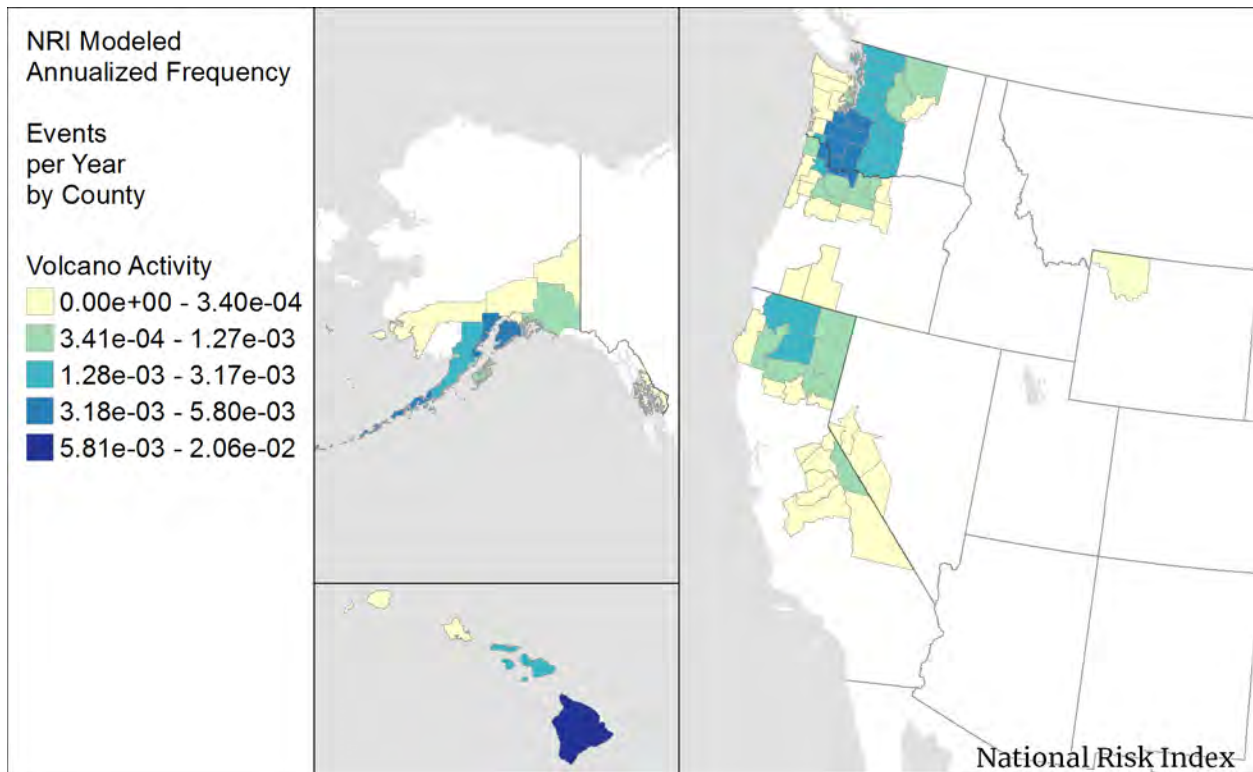 NRI Modeled
Annualized Frequency
Events
per Year
by County
Volcano Activity
0.00e+00 - 3.40e-04
3.41e-04 - 1.27e-03
1.28e-03 - 3.17e-03
3.18e-03 - 5.80e-03
5.81e-03 - 2.06e-02
National Risk Index